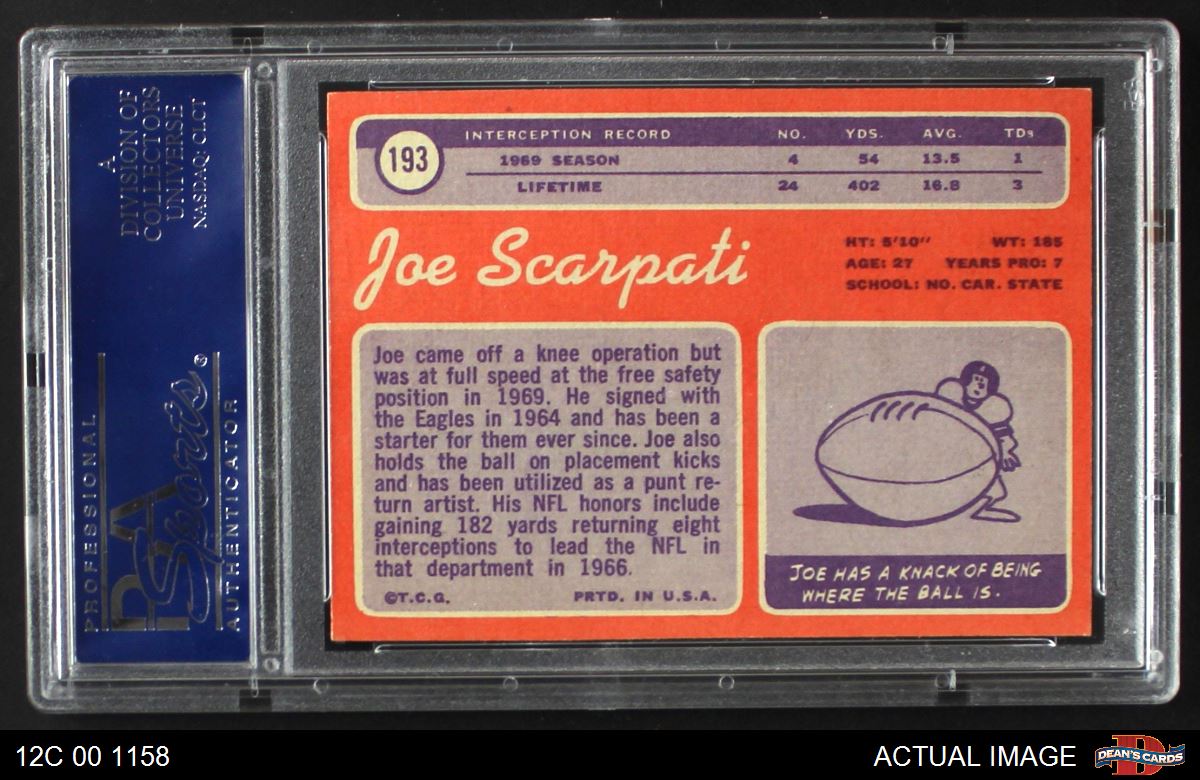 A
DIVISION OF
COLLECTORS
UNIVERSE
NASDAQ: CLCT
PROFESSIONAL
PSA
Sports®
AUTHENTICATOR
193
INTERCEPTION RECORD NO. YDS. AVG. TDs
1969 SEASON 4 54 13.5 1
LIFETIME 24 402 16.8 3
Joe Scarpati
HT: 5'10" WT: 185
AGE: 27 YEARS PRO: 7
SCHOOL: NO. CAR. STATE
Joe came off a knee operation but
was at full speed at the free safety
position in 1969. He signed with
the Eagles in 1964 and has been a
starter for them ever since. Joe also
holds the ball on placement kicks
and has been utilized as a punt re-
turn artist. His NFL honors include
gaining 182 yards returning eight
interceptions to lead the NFL in
that department in 1966.
©T.C.G. PRTD. IN U.S.A.
JOE HAS A KNACK OF BEING
WHERE THE BALL IS.
12C 00 1158
ACTUAL IMAGE
D
DEAN'S CARDS